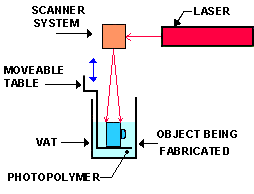 SCANNER
SYSTEM
LASER
MOVEABLE
TABLE
VAT
OBJECT BEING
FABRICATED
PHOTOPOLYMER